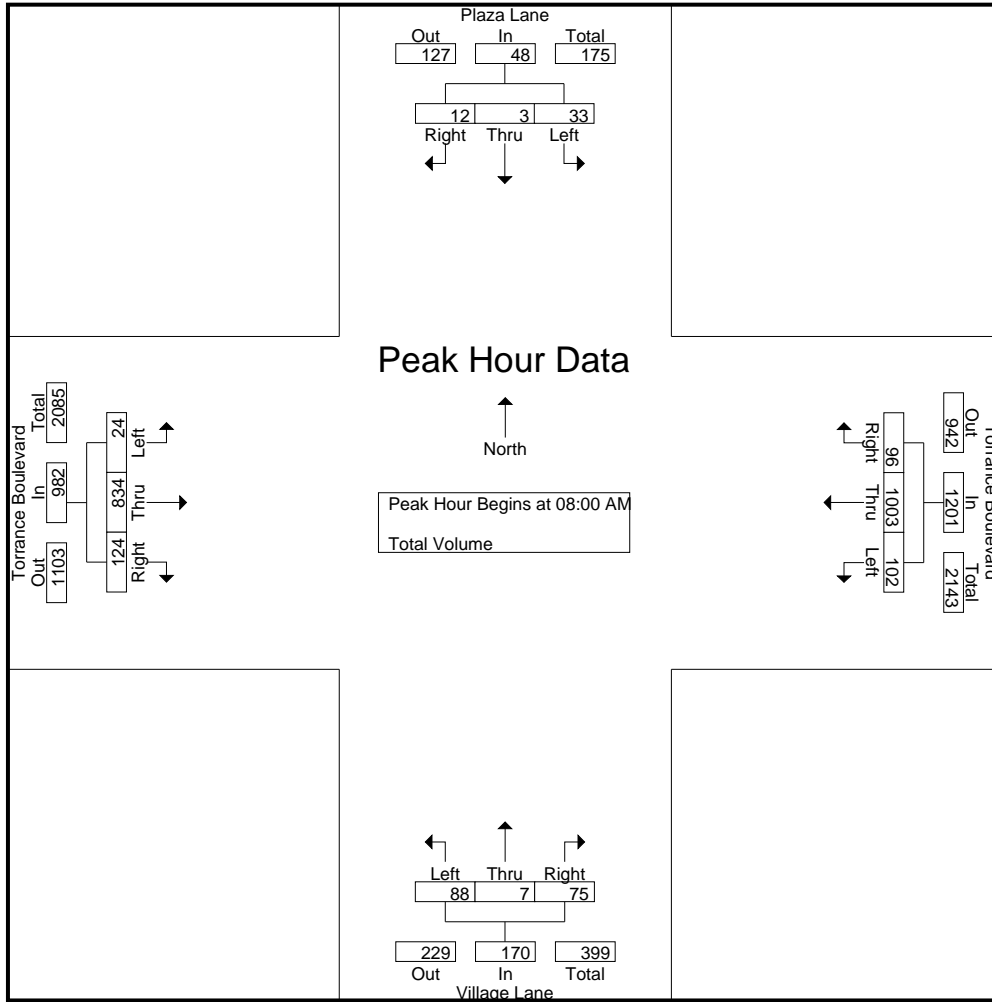 Plaza Lane
Out In Total
127 48 175
12 3 33
Right Thru Left
Peak Hour Data
North
Peak Hour Begins at 08:00 AM
Total Volume
Torrance Boulevard
Total In Out
2085 982 1103
24 834 124
Left Thru Right
Torrance Boulevard
Out In Total
942 1201 2143
96 1003 102
Right Thru Left
Left Thru Right
88 7 75
229 170 399
Out In Total
Village Lane